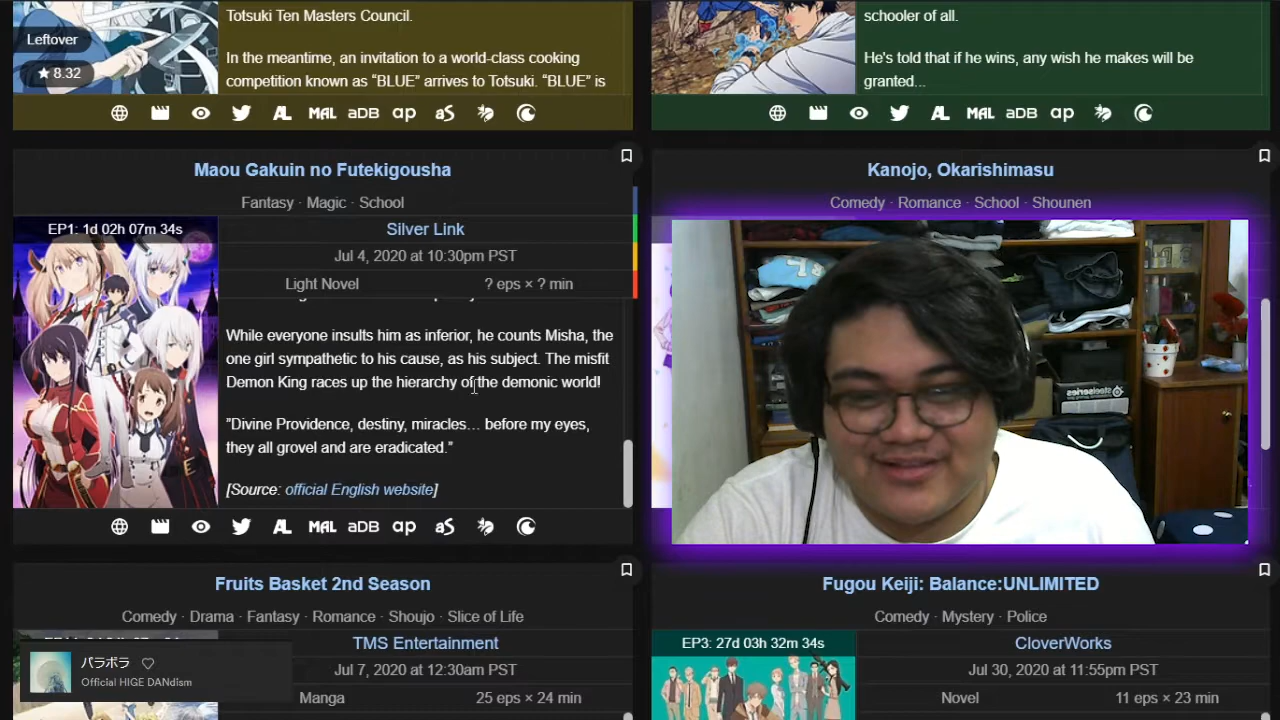 Totsuki Ten Masters Council.
In the meantime, an invitation to a world-class cooking
competition known as “BLUE” arrives to Totsuki. “BLUE” is
Leftover
★ 8.32
MAL aDB ap aS
schooler of all.
He's told that if he wins, any wish he makes will be
granted...
MAL aDB ap
Maou Gakuin no Futekigousha
Fantasy · Magic · School
EP1: 1d 02h 07m 34s
Silver Link
Jul 4, 2020 at 10:30pm PST
Light Novel
? eps × ? min
While everyone insults him as inferior, he counts Misha, the
one girl sympathetic to his cause, as his subject. The misfit
Demon King races up the hierarchy of the demonic world!
”Divine Providence, destiny, miracles... before my eyes,
they all grovel and are eradicated.”
[Source: official English website]
AL MAL aDB ap aS
Kanojo, Okarishimasu
Comedy · Romance · School · Shounen
steelseries
Fruits Basket 2nd Season
Comedy · Drama · Fantasy · Romance · Shoujo · Slice of Life
TMS Entertainment
Jul 7, 2020 at 12:30am PST
Manga
25 eps × 24 min
パラボラ
Official HIGE DANdism
Fugou Keiji: Balance:UNLIMITED
Comedy · Mystery · Police
EP3: 27d 03h 32m 34s
CloverWorks
Jul 30, 2020 at 11:55pm PST
Novel
11 eps × 23 min